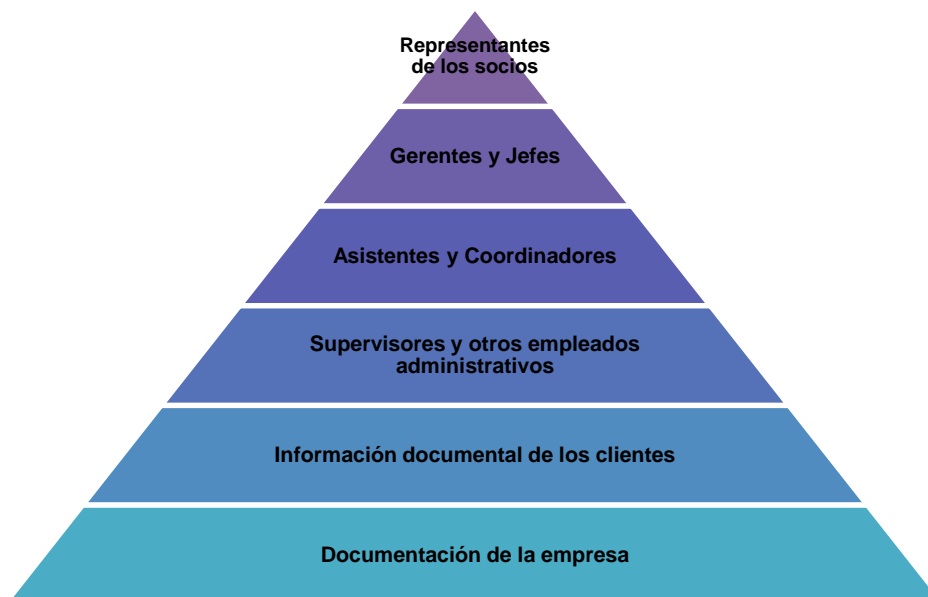 Representantes
de los socios
Gerentes y Jefes
Asistentes y Coordinadores
Supervisores y otros empleados
administrativos
Información documental de los clientes
Documentación de la empresa